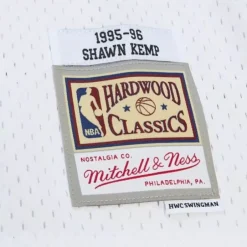 1995-96
SHAWN KEMP
HARDWOOD
NBA
CLASSICS
NOSTALGIA CO.
Mitchell & Ness
PHILADELPHIA, PA.
HWC SWINGMAN